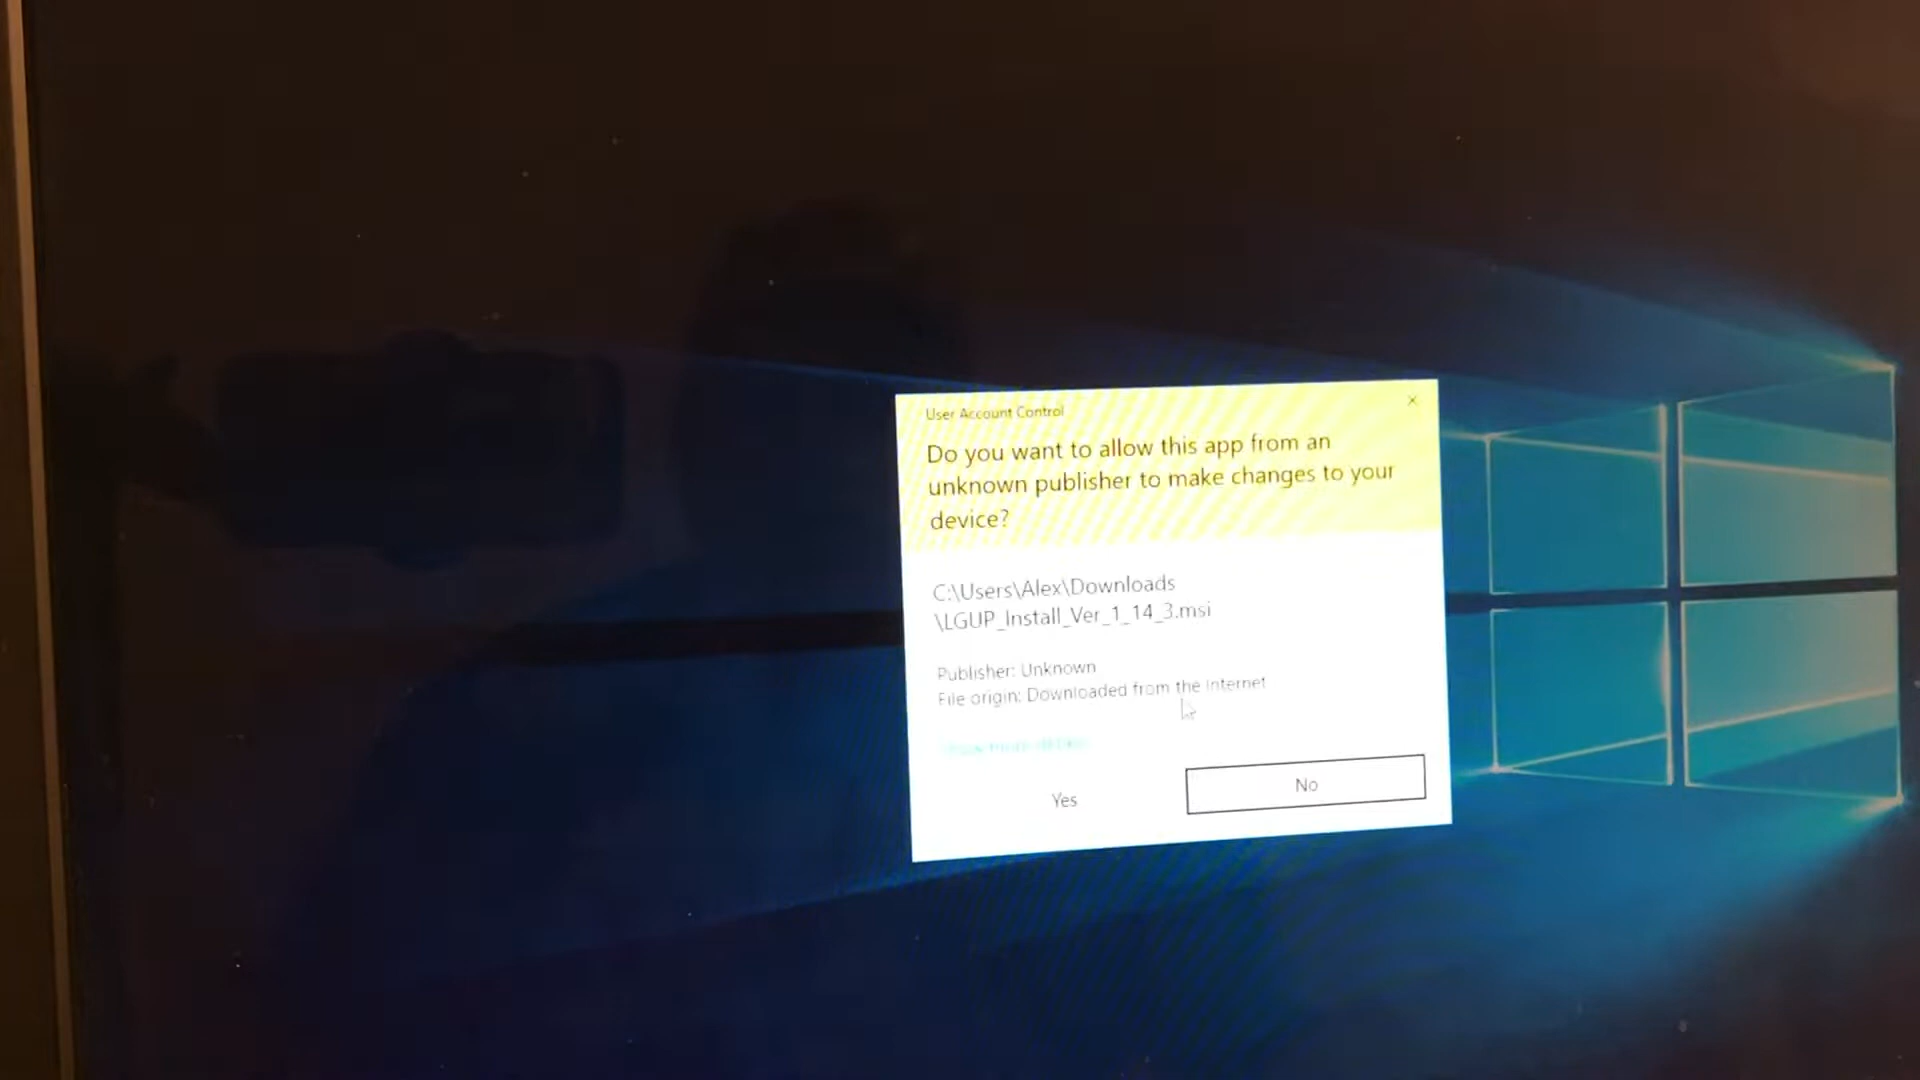 User Account Control
Do you want to allow this app from an
unknown publisher to make changes to your
device?
C:\Users\Alex\Downloads
\LGUP_Install_Ver_1_14_3.msi
Publisher: Unknown
File origin: Downloaded from the Internet
Yes
No